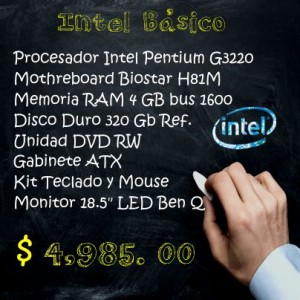 Intel Básico
Procesador Intel Pentium G3220
Mothreboard Biostar H81M
Memoria RAM 4 GB bus 1600
Disco Duro 320 Gb Ref.
intel
Unidad DVD RW
Gabinete ATX
Kit Teclado y Mouse
Monitor 18.5" LED Ben Q
$ 4,985. 00